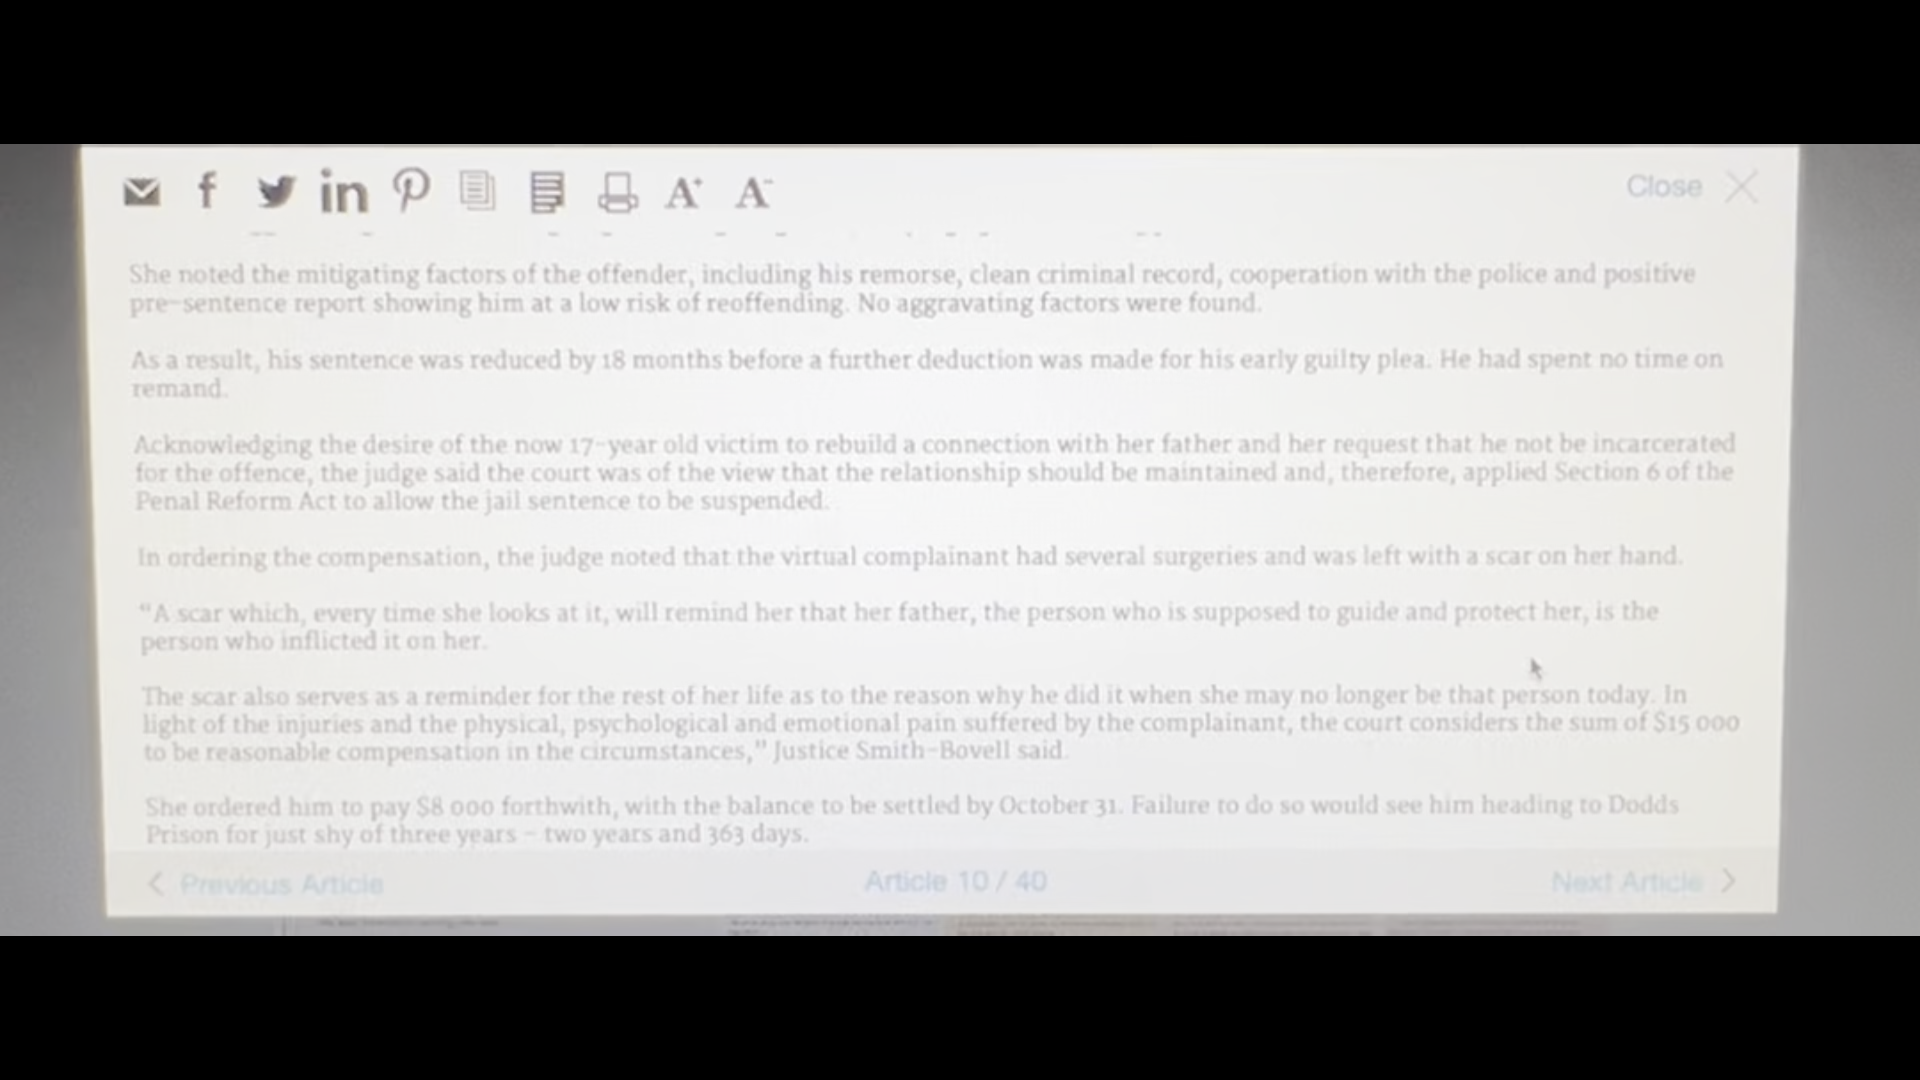 f in P A+ A-
Close
She noted the mitigating factors of the offender, including his remorse, clean criminal record, cooperation with the police and positive
pre-sentence report showing him at a low risk of reoffending. No aggravating factors were found.
As a result, his sentence was reduced by 18 months before a further deduction was made for his early guilty plea. He had spent no time on
remand.
Acknowledging the desire of the now 17-year old victim to rebuild a connection with her father and her request that he not be incarcerated
for the offence, the judge said the court was of the view that the relationship should be maintained and, therefore, applied Section 6 of the
Penal Reform Act to allow the jail sentence to be suspended.
In ordering the compensation, the judge noted that the virtual complainant had several surgeries and was left with a scar on her hand.
“A scar which, every time she looks at it, will remind her that her father, the person who is supposed to guide and protect her, is the
person who inflicted it on her.
The scar also serves as a reminder for the rest of her life as to the reason why he did it when she may no longer be that person today. In
light of the injuries and the physical, psychological and emotional pain suffered by the complainant, the court considers the sum of $15 000
to be reasonable compensation in the circumstances,” Justice Smith-Bovell said.
She ordered him to pay $8 000 forthwith, with the balance to be settled by October 31. Failure to do so would see him heading to Dodds
Prison for just shy of three years – two years and 363 days.
Previous Article
Article 10 / 40
Next Article